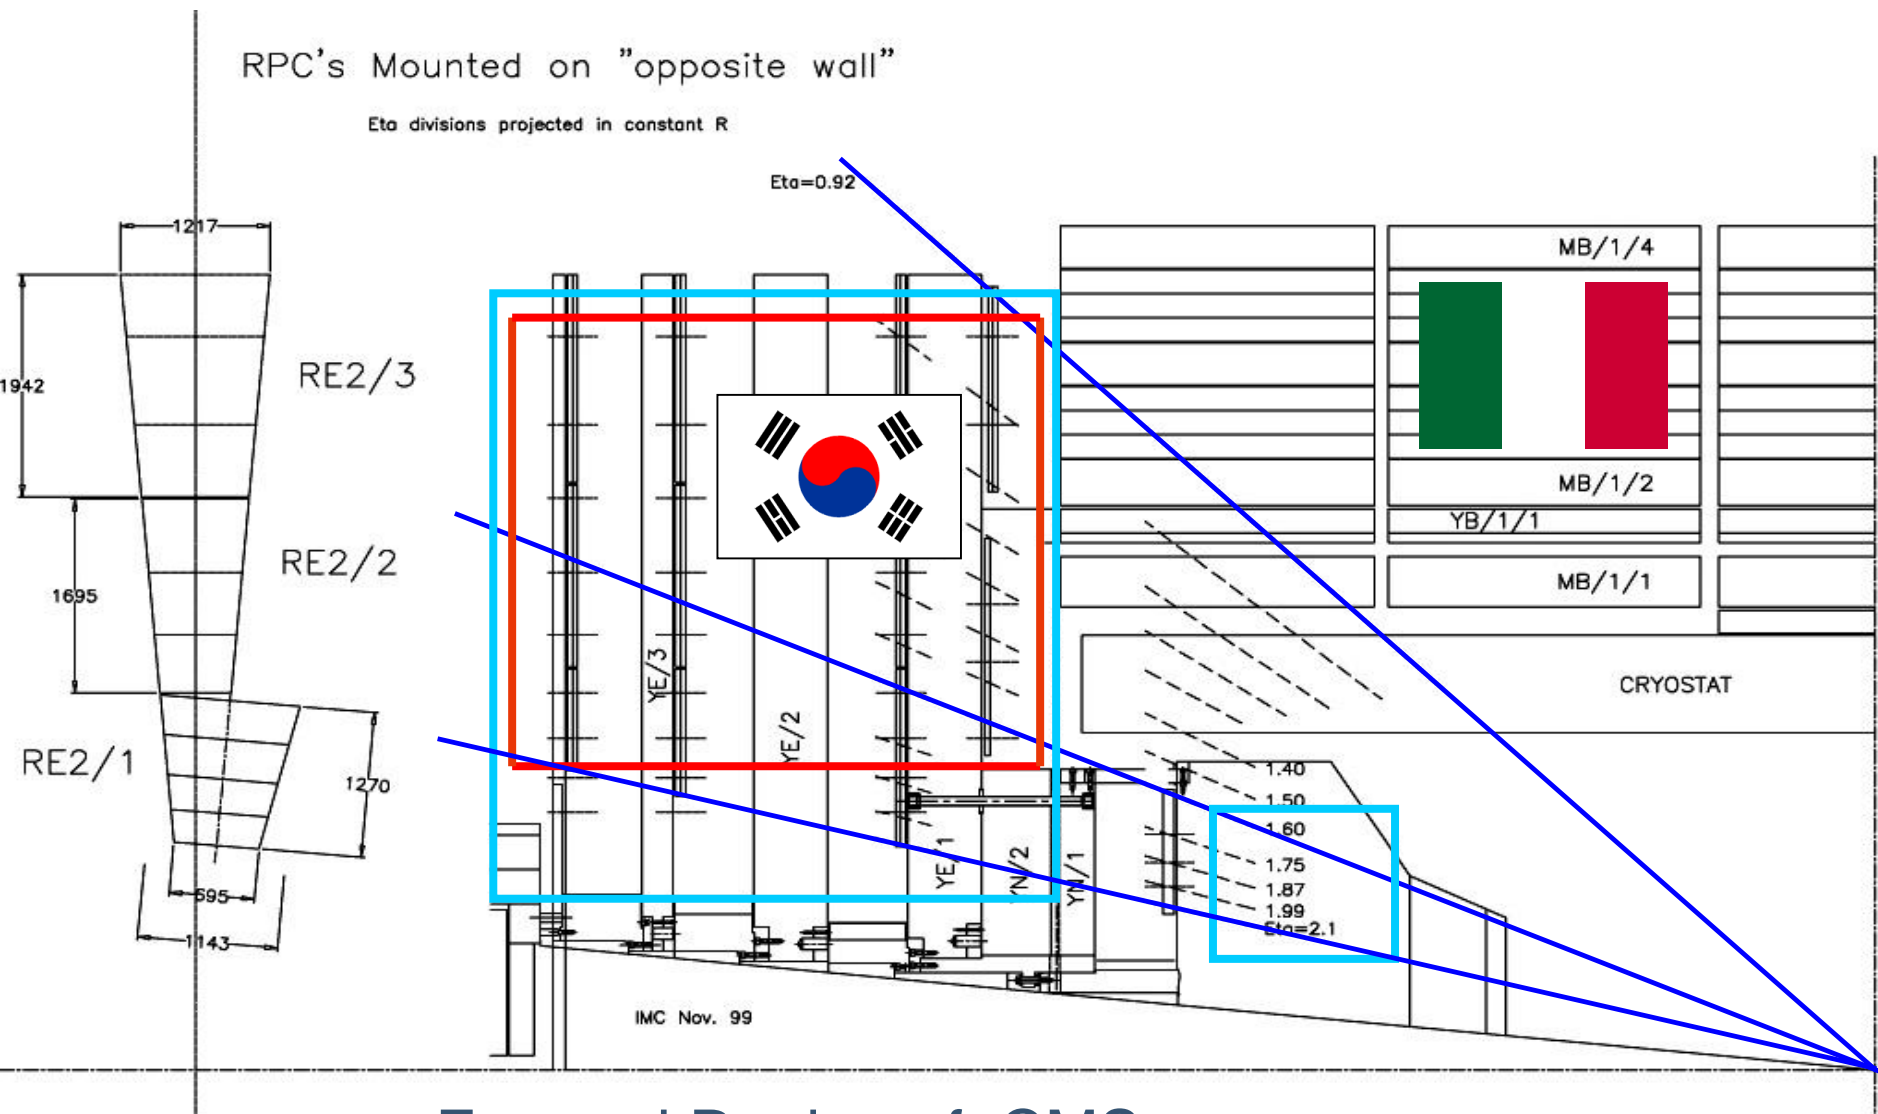 RPC's Mounted on "opposite wall"
Eta divisions projected in constant R
Eta=0.92
1217
MB/1/4
RE2/3
1942
MB/1/2
YB/1/1
RE2/2
MB/1/1
1695
YE/3
CRYOSTAT
YE/2
RE2/1
1.40
1270
1.50
1.60
YE/1
YN/2
YN/1
1.75
1.87
595
1.99
Eta=2.1
1143
IMC Nov. 99